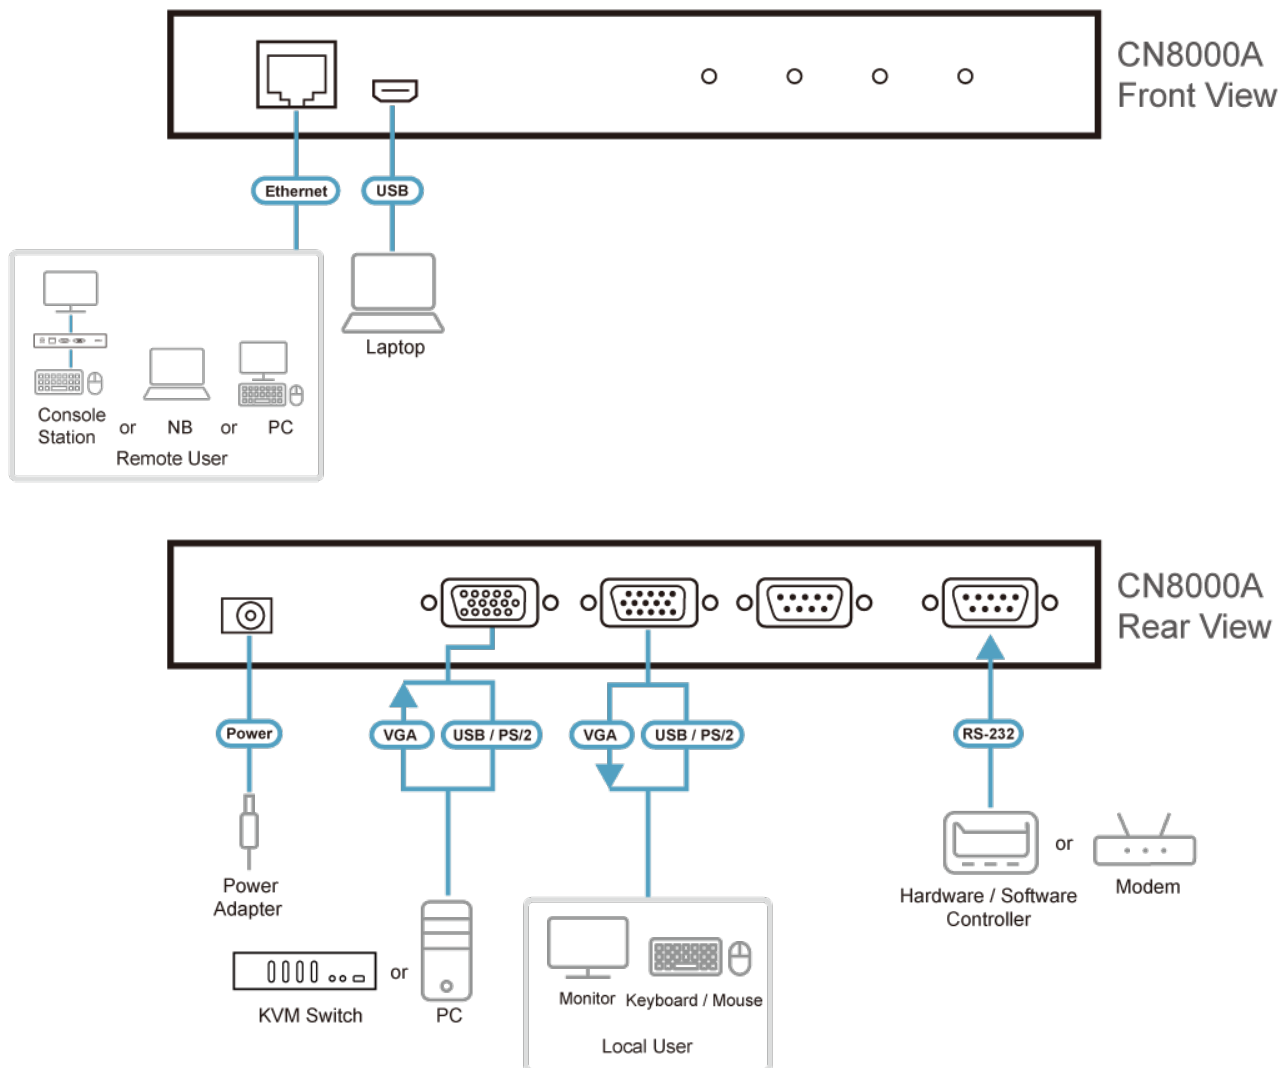 CN8000A
Front View
Ethernet
USB
Laptop
Console
Station
or
NB
or
PC
Remote User
CN8000A
Rear View
Power
VGA
USB / PS/2
VGA
USB / PS/2
RS-232
Power
Adapter
KVM Switch
or
PC
Monitor
Keyboard / Mouse
Local User
Hardware / Software
Controller
or
Modem